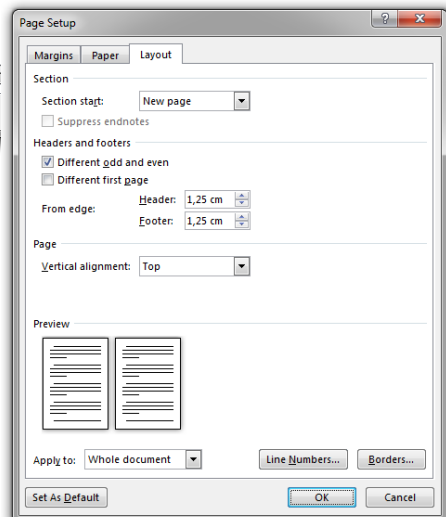 Page Setup
Margins Paper Layout
Section
Section start: New page
Suppress endnotes
Headers and footers
Different odd and even
Different first page
From edge: Header: 1,25 cm
Footer: 1,25 cm
Page
Vertical alignment: Top
Preview
Apply to: Whole document Line Numbers... Borders...
Set As Default OK Cancel